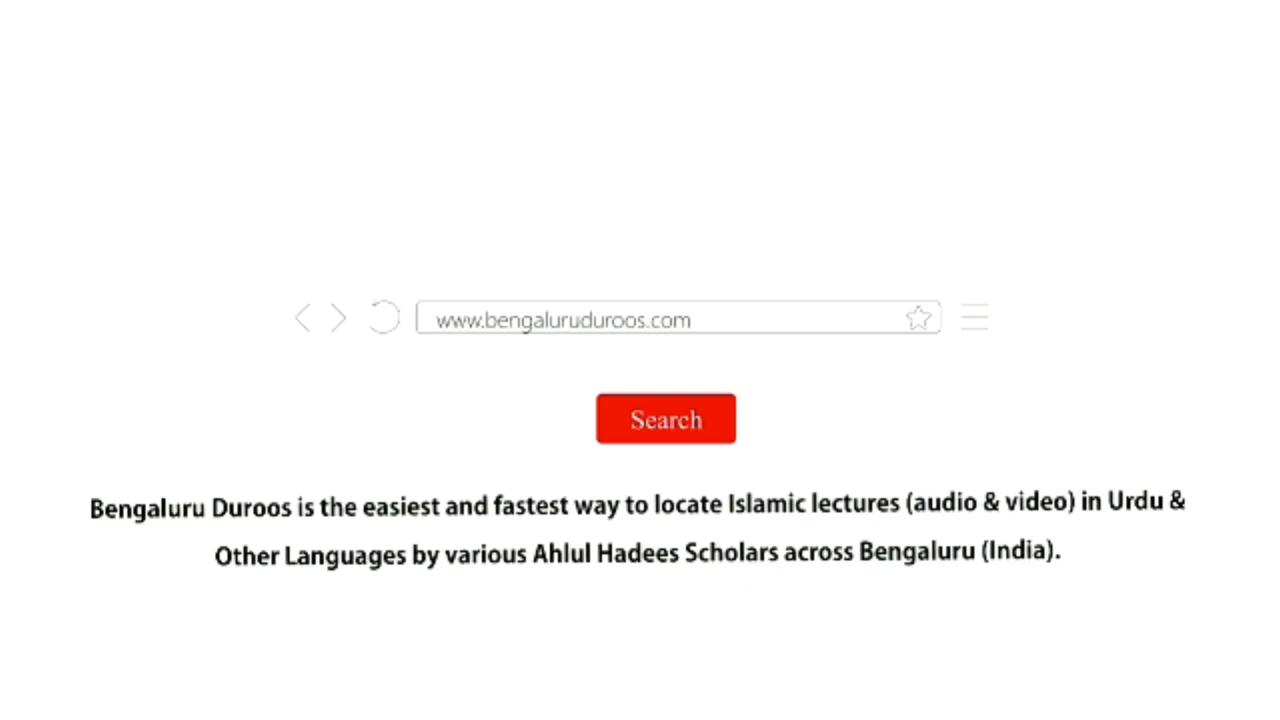 www.bengaluruduroos.com
Search
Bengaluru Duroos is the easiest and fastest way to locate Islamic lectures (audio & video) in Urdu &
Other Languages by various Ahlul Hadees Scholars across Bengaluru (India).